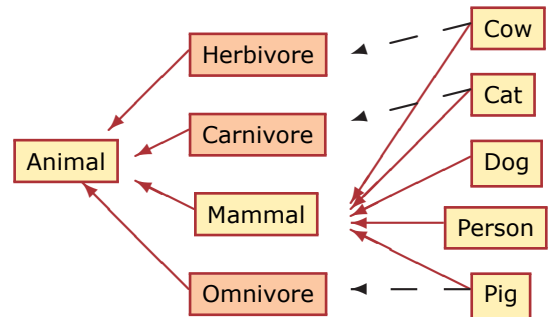 Animal
Herbivore
Carnivore
Mammal
Omnivore
Cow
Cat
Dog
Person
Pig